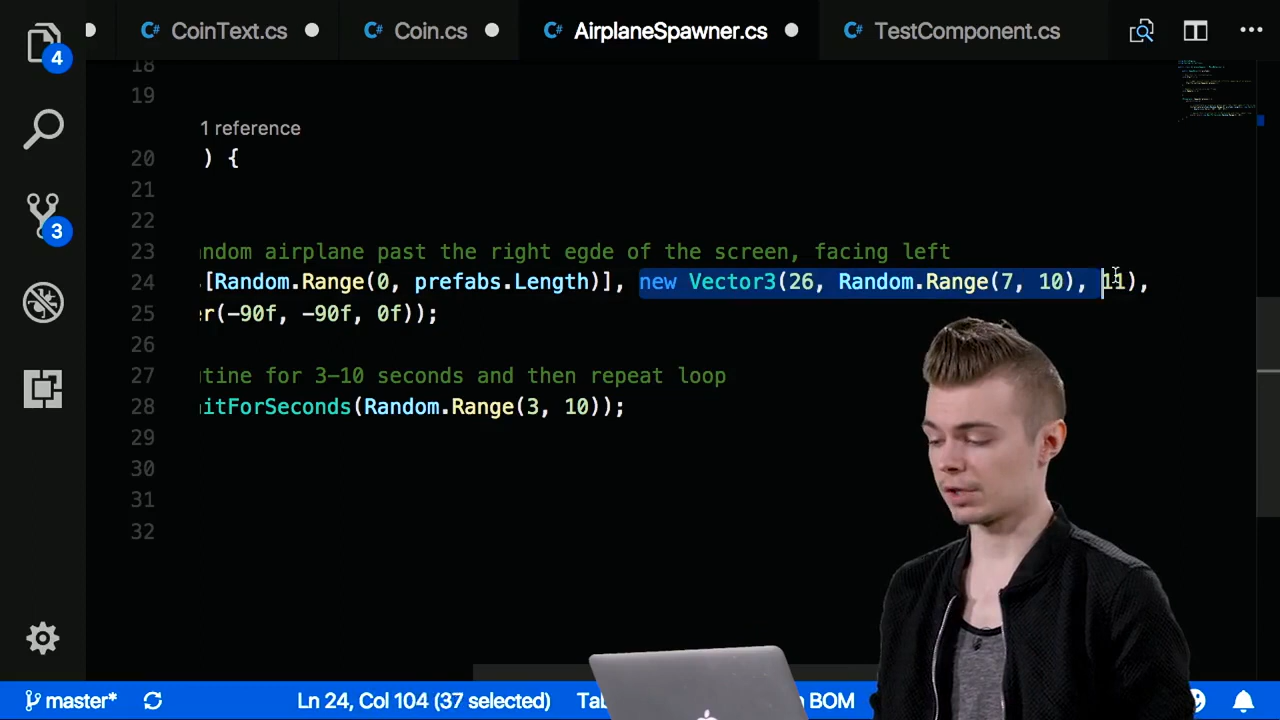 CoinText.cs
Coin.cs
AirplaneSpawner.cs
TestComponent.cs
4
18
19
1 reference
20 ) {
21
22
3
23 andom airplane past the right egde of the screen, facing left
24 [Random.Range(0, prefabs.Length)], new Vector3(26, Random.Range(7, 10), 11),
25 er(-90f, -90f, 0f));
26
27 utine for 3-10 seconds and then repeat loop
28 itForSeconds(Random.Range(3, 10));
29
30
31
32
master* Ln 24, Col 104 (37 selected) BOM